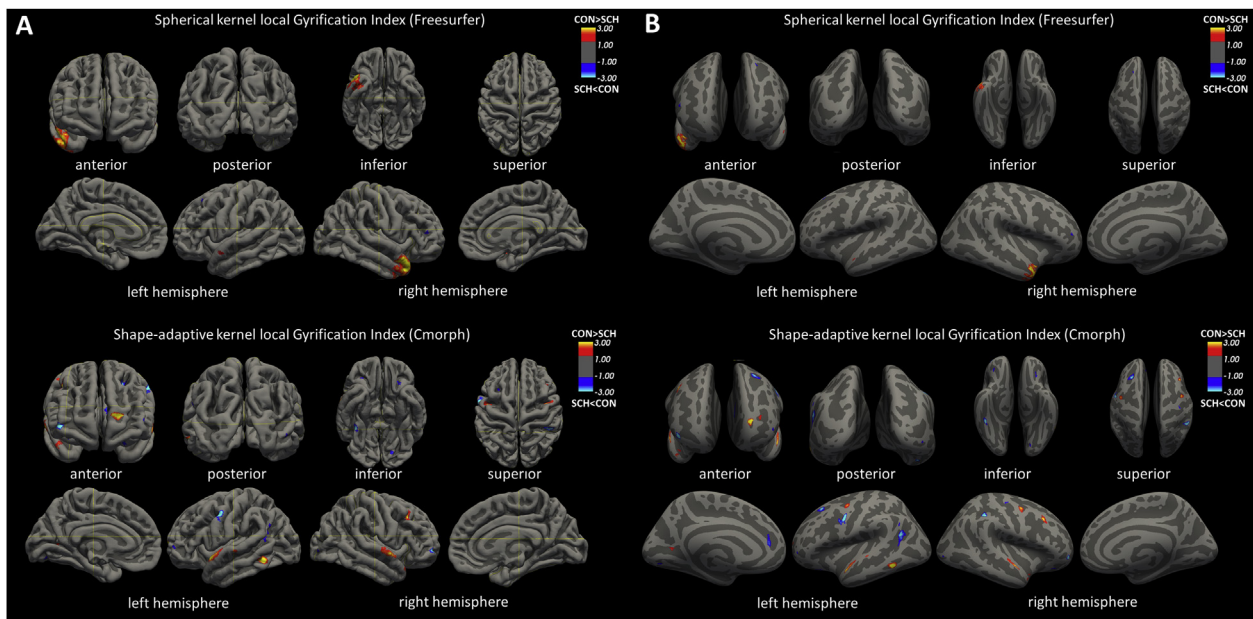 A
Spherical kernel local Gyrification Index (Freesurfer)
CON>SCH
3.00
1.00
-1.00
-3.00
SCH<CON
anterior posterior inferior superior
left hemisphere right hemisphere
Shape-adaptive kernel local Gyrification Index (Cmorph)
CON>SCH
3.00
1.00
-1.00
-3.00
SCH<CON
anterior posterior inferior superior
left hemisphere right hemisphere
B
Spherical kernel local Gyrification Index (Freesurfer)
CON>SCH
3.00
1.00
-1.00
-3.00
SCH<CON
anterior posterior inferior superior
left hemisphere right hemisphere
Shape-adaptive kernel local Gyrification Index (Cmorph)
CON>SCH
3.00
1.00
-1.00
-3.00
SCH<CON
anterior posterior inferior superior
left hemisphere right hemisphere